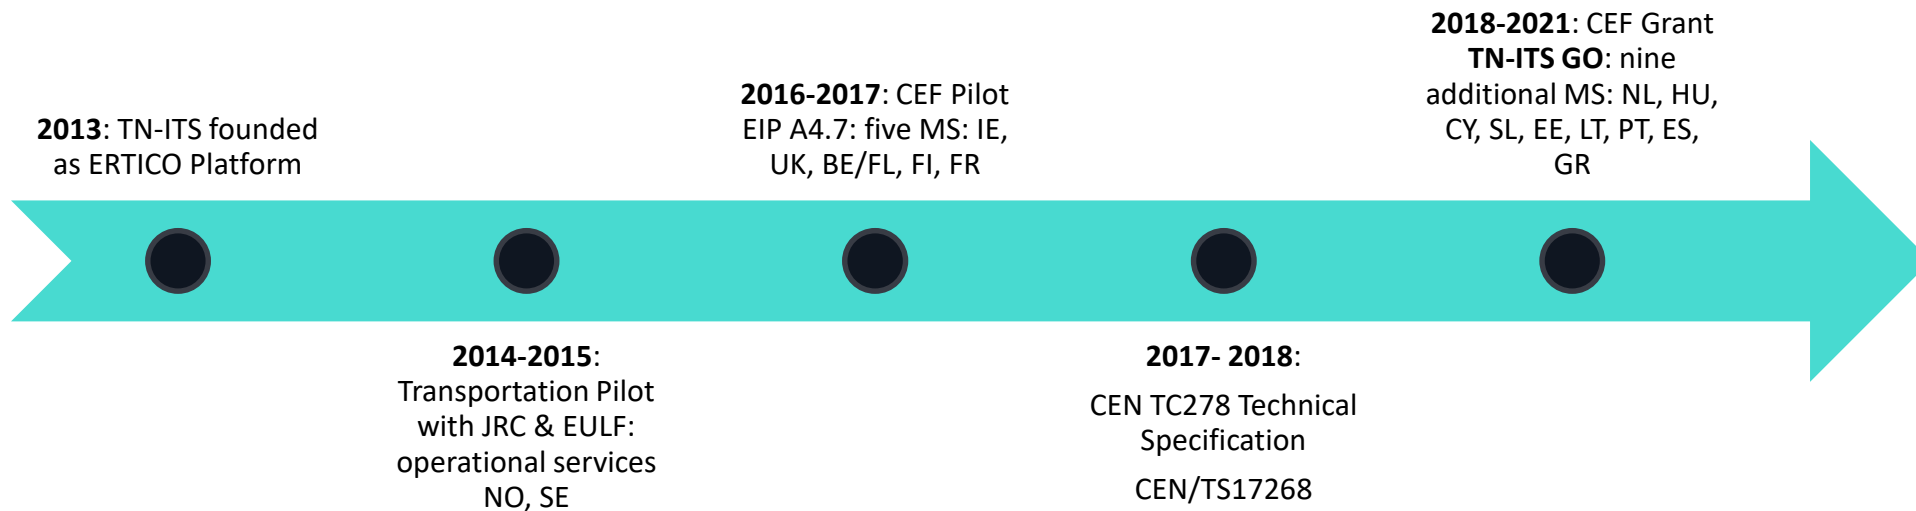 2013: TN-ITS founded
as ERTICO Platform
2014-2015:
Transportation Pilot
with JRC & EULF:
operational services
NO, SE
2016-2017: CEF Pilot
EIP A4.7: five MS: IE,
UK, BE/FL, FI, FR
2017- 2018:
CEN TC278 Technical
Specification
CEN/TS17268
2018-2021: CEF Grant
TN-ITS GO: nine
additional MS: NL, HU,
CY, SL, EE, LT, PT, ES,
GR